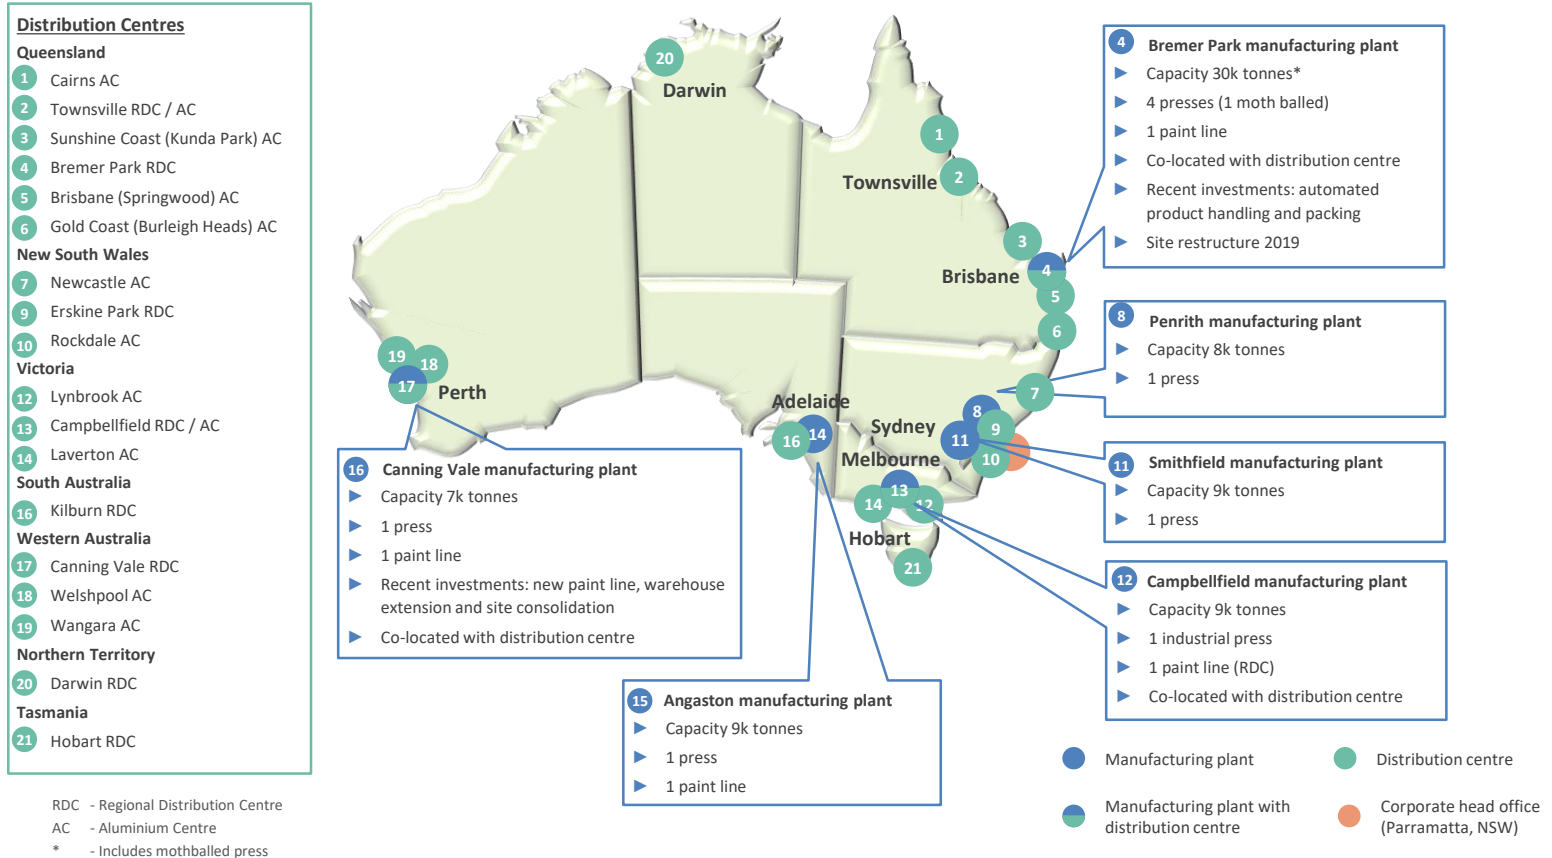 Distribution Centres
Queensland
1 Cairns AC
2 Townsville RDC / AC
3 Sunshine Coast (Kunda Park) AC
4 Bremer Park RDC
5 Brisbane (Springwood) AC
6 Gold Coast (Burleigh Heads) AC
New South Wales
7 Newcastle AC
9 Erskine Park RDC
10 Rockdale AC
Victoria
12 Lynbrook AC
13 Campbellfield RDC / AC
14 Laverton AC
South Australia
16 Kilburn RDC
Western Australia
17 Canning Vale RDC
18 Welshpool AC
19 Wangara AC
Northern Territory
20 Darwin RDC
Tasmania
21 Hobart RDC
RDC - Regional Distribution Centre
AC - Aluminium Centre
* - Includes mothballed press
20
Darwin
1
Townsville 2
3
Brisbane 4
5
6
19
18
17
Perth
7
Adelaide
8
Sydney
9
14
16
11
10
Melbourne
13
14
12
Hobart
21
4 Bremer Park manufacturing plant
Capacity 30k tonnes*
4 presses (1 moth balled)
1 paint line
Co-located with distribution centre
Recent investments: automated
product handling and packing
Site restructure 2019
8 Penrith manufacturing plant
Capacity 8k tonnes
1 press
11 Smithfield manufacturing plant
Capacity 9k tonnes
1 press
12 Campbellfield manufacturing plant
Capacity 9k tonnes
1 industrial press
1 paint line (RDC)
Co-located with distribution centre
16 Canning Vale manufacturing plant
Capacity 7k tonnes
1 press
1 paint line
Recent investments: new paint line, warehouse
extension and site consolidation
Co-located with distribution centre
15 Angaston manufacturing plant
Capacity 9k tonnes
1 press
1 paint line
Manufacturing plant
Distribution centre
Manufacturing plant with
distribution centre
Corporate head office
(Parramatta, NSW)